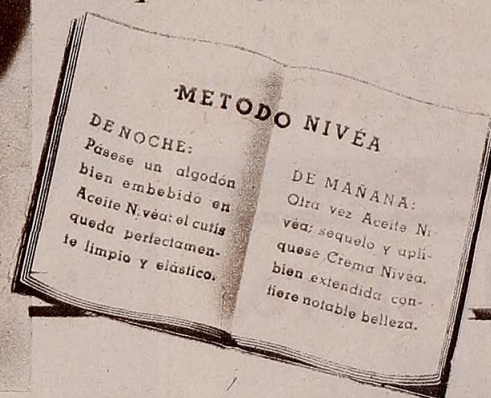 METODO NIVÉA
DE NOCHE:
Pásese un algodón
bien embebido en
Aceite Nivéa: el cutis
queda perfectamen-
te limpio y elástico.
DE MAÑANA:
Otra vez Aceite Ni-
véa; séquelo y aplí-
quese Crema Nivéa,
bien extendida con-
fiere notable belleza.